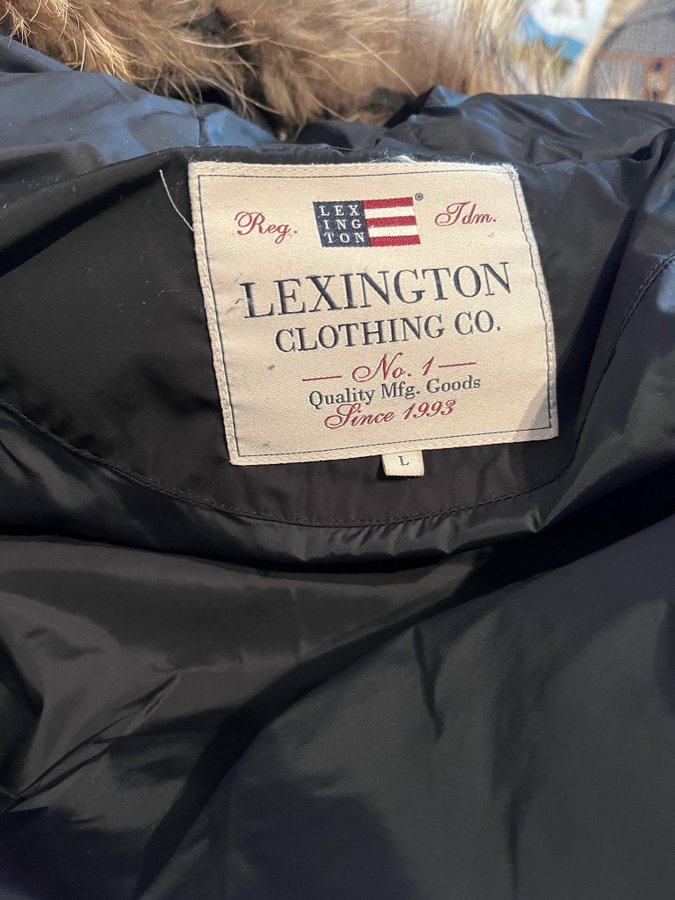 Reg.
LEX
ING
TON
®
Tdm.
LEXINGTON
CLOTHING CO.
No. 1
Quality Mfg. Goods
Since 1993
L